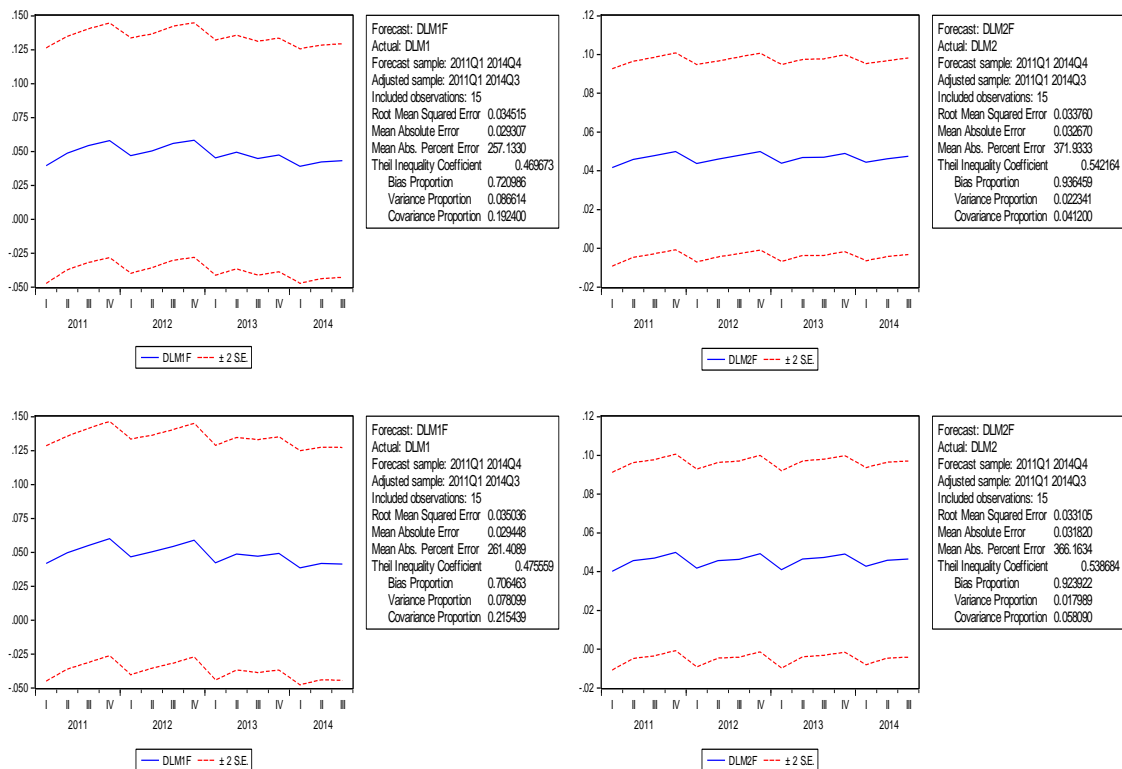 .150
.125
.100
.075
.050
.025
.000
-.025
-.050
I II III IV I II III IV I II III IV I II III
2011 2012 2013 2014
DLM1F ± 2 S.E.
Forecast: DLM1F
Actual: DLM1
Forecast sample: 2011Q1 2014Q4
Adjusted sample: 2011Q1 2014Q3
Included observations: 15
Root Mean Squared Error 0.034515
Mean Absolute Error 0.029307
Mean Abs. Percent Error 257.1330
Theil Inequality Coefficient 0.469673
Bias Proportion 0.720986
Variance Proportion 0.086614
Covariance Proportion 0.192400
.12
.10
.08
.06
.04
.02
.00
-.02
I II III IV I II III IV I II III IV I II III
2011 2012 2013 2014
DLM2F ± 2 S.E.
Forecast: DLM2F
Actual: DLM2
Forecast sample: 2011Q1 2014Q4
Adjusted sample: 2011Q1 2014Q3
Included observations: 15
Root Mean Squared Error 0.033760
Mean Absolute Error 0.032670
Mean Abs. Percent Error 371.9333
Theil Inequality Coefficient 0.542164
Bias Proportion 0.936459
Variance Proportion 0.022341
Covariance Proportion 0.041200
.150
.125
.100
.075
.050
.025
.000
-.025
-.050
I II III IV I II III IV I II III IV I II III
2011 2012 2013 2014
DLM1F ± 2 S.E.
Forecast: DLM1F
Actual: DLM1
Forecast sample: 2011Q1 2014Q4
Adjusted sample: 2011Q1 2014Q3
Included observations: 15
Root Mean Squared Error 0.035036
Mean Absolute Error 0.029448
Mean Abs. Percent Error 261.4089
Theil Inequality Coefficient 0.475559
Bias Proportion 0.706463
Variance Proportion 0.078099
Covariance Proportion 0.215439
.12
.10
.08
.06
.04
.02
.00
-.02
I II III IV I II III IV I II III IV I II III
2011 2012 2013 2014
DLM2F ± 2 S.E.
Forecast: DLM2F
Actual: DLM2
Forecast sample: 2011Q1 2014Q4
Adjusted sample: 2011Q1 2014Q3
Included observations: 15
Root Mean Squared Error 0.033105
Mean Absolute Error 0.031820
Mean Abs. Percent Error 366.1634
Theil Inequality Coefficient 0.538684
Bias Proportion 0.923922
Variance Proportion 0.017989
Covariance Proportion 0.058090